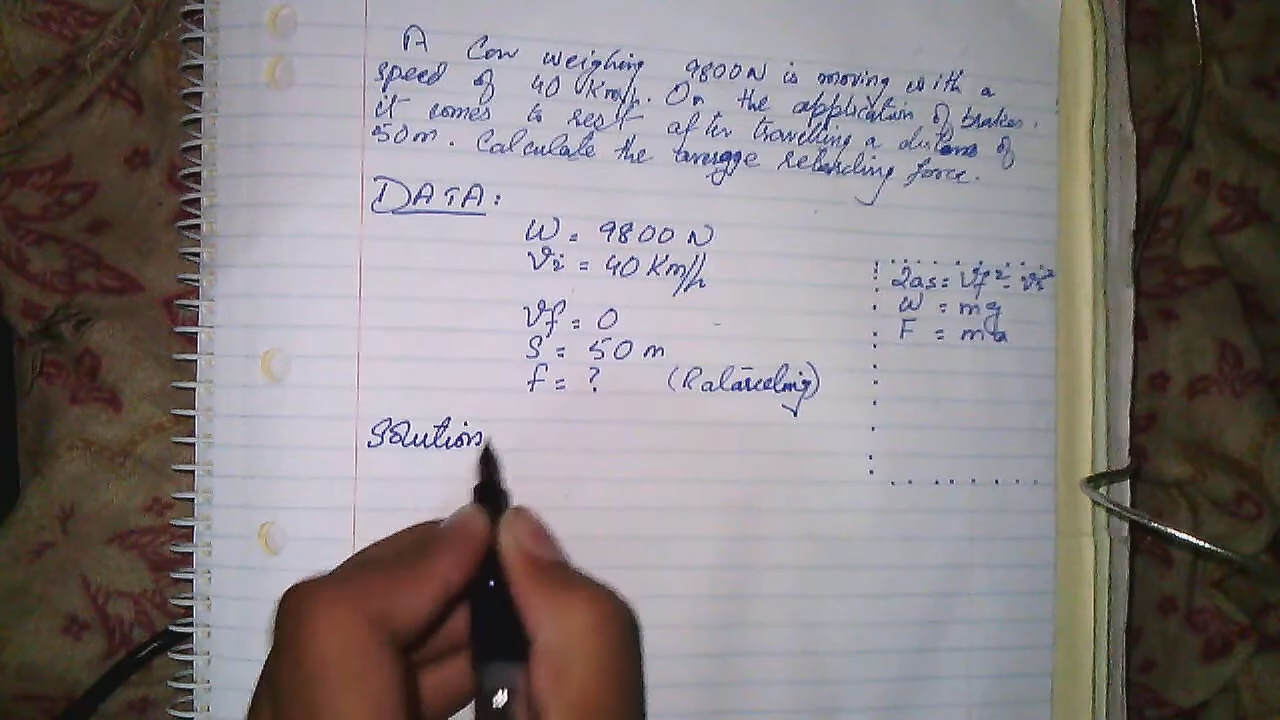 A Car weighing 9800N is moving with a
speed of 40 Km/h. On the application of brakes.
it comes to rest after travelling a distance of
50m. Calculate the average retarding force.
DATA:
W = 9800 N
Vi = 40 Km/h
Vf = 0
S = 50 m
f = ?
2as = Vf² - Vi²
W = mg
F = ma
Solution